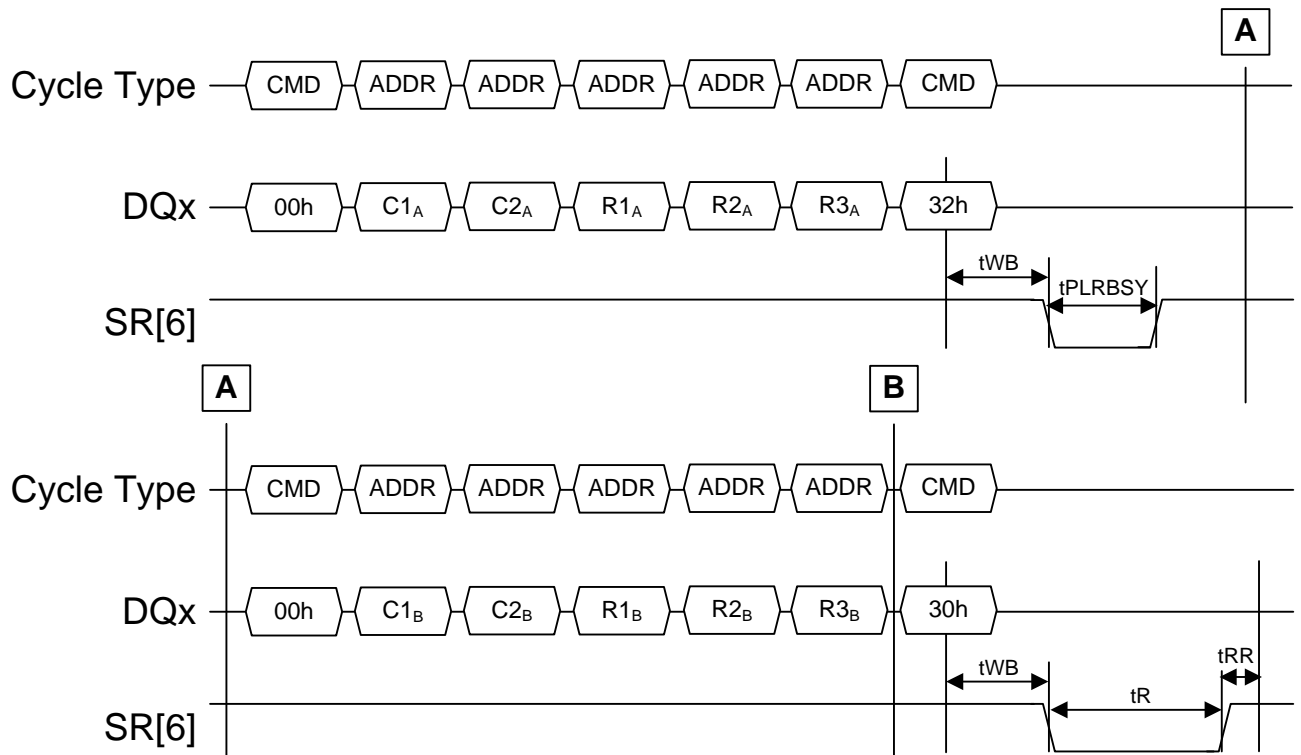 A
Cycle Type CMD ADDR ADDR ADDR ADDR ADDR CMD
DQx 00h C1A C2A R1A R2A R3A 32h
tWB
tPLRBSY
SR[6]
A B
Cycle Type CMD ADDR ADDR ADDR ADDR ADDR CMD
DQx 00h C1B C2B R1B R2B R3B 30h
tWB tR tRR
SR[6]